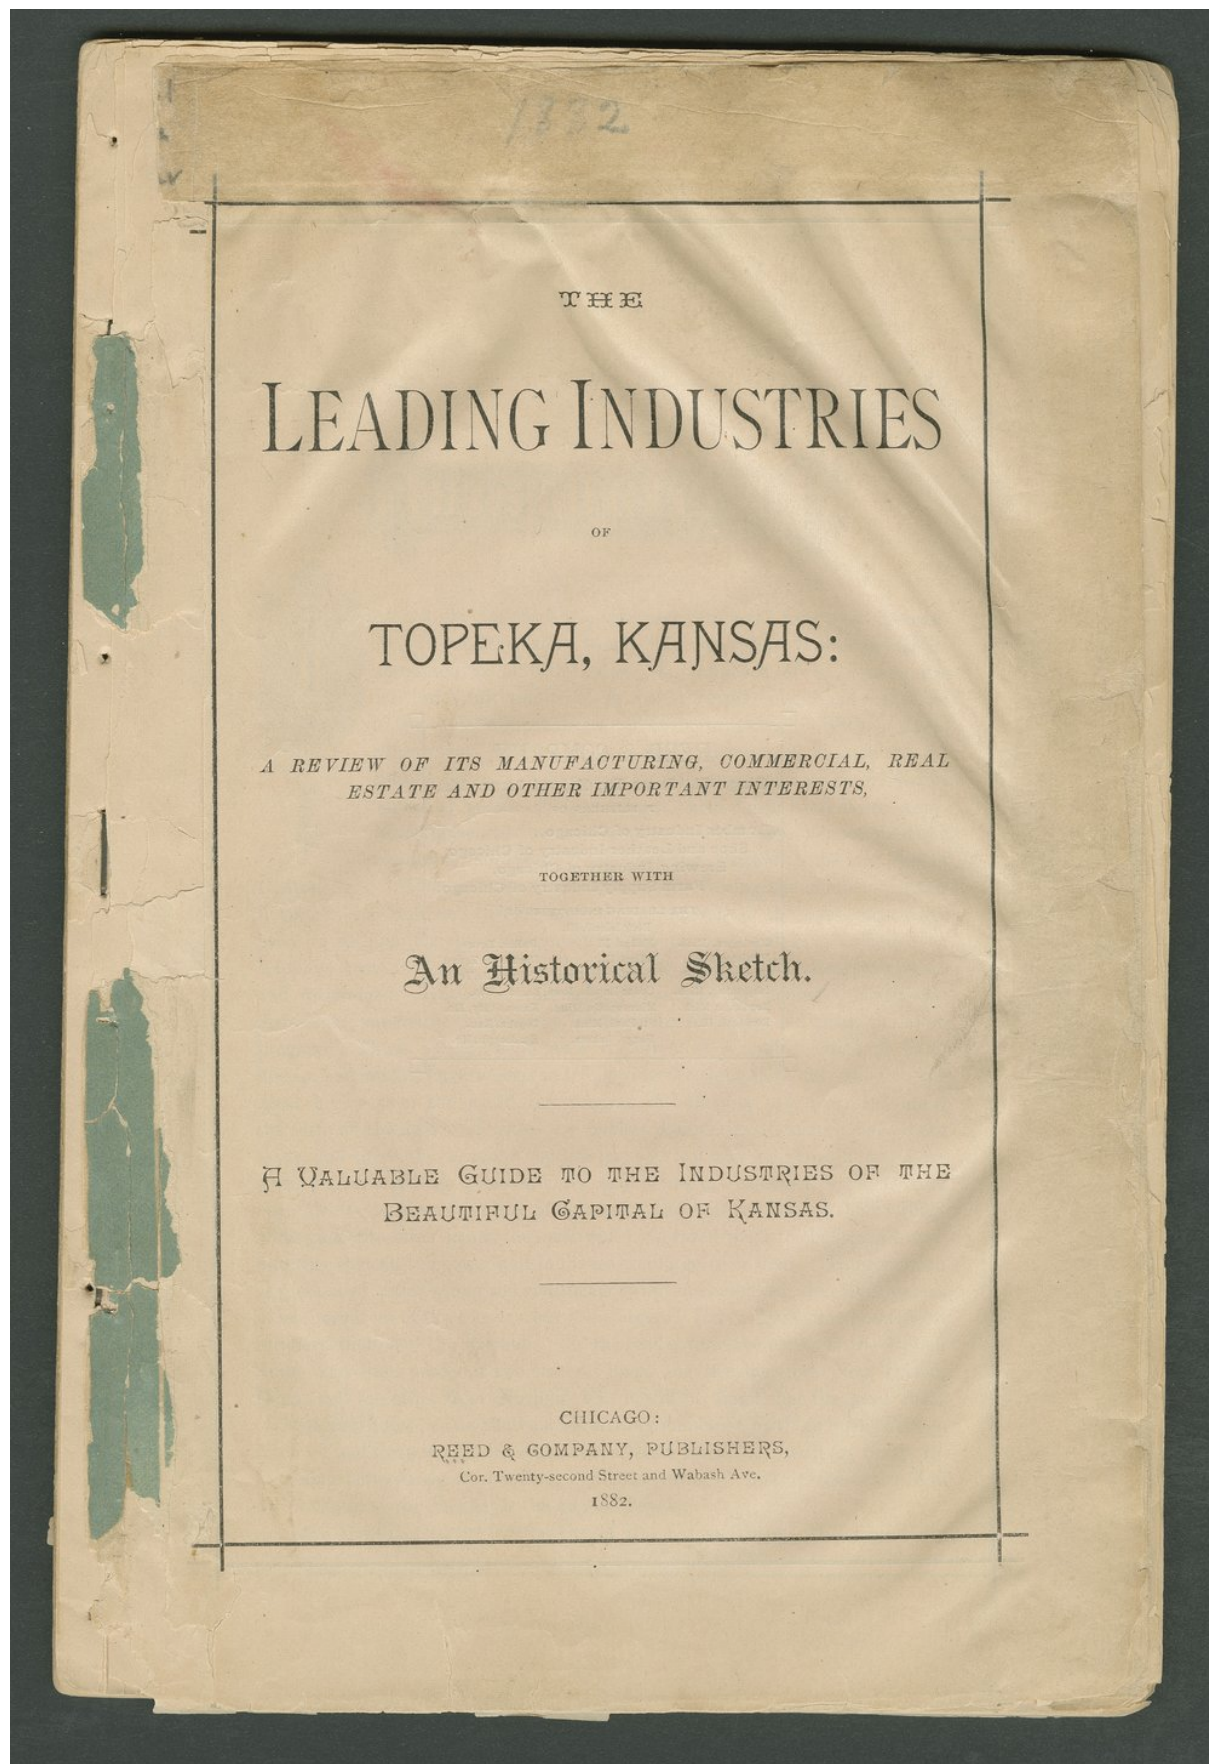 1882
THE
LEADING INDUSTRIES
OF
TOPEKA, KANSAS:
A REVIEW OF ITS MANUFACTURING, COMMERCIAL, REAL
ESTATE AND OTHER IMPORTANT INTERESTS,
TOGETHER WITH
An Historical Sketch.
A VALUABLE GUIDE TO THE INDUSTRIES OF THE
BEAUTIFUL CAPITAL OF KANSAS.
CHICAGO:
REED & COMPANY, PUBLISHERS,
Cor. Twenty-second Street and Wabash Ave.
1882.